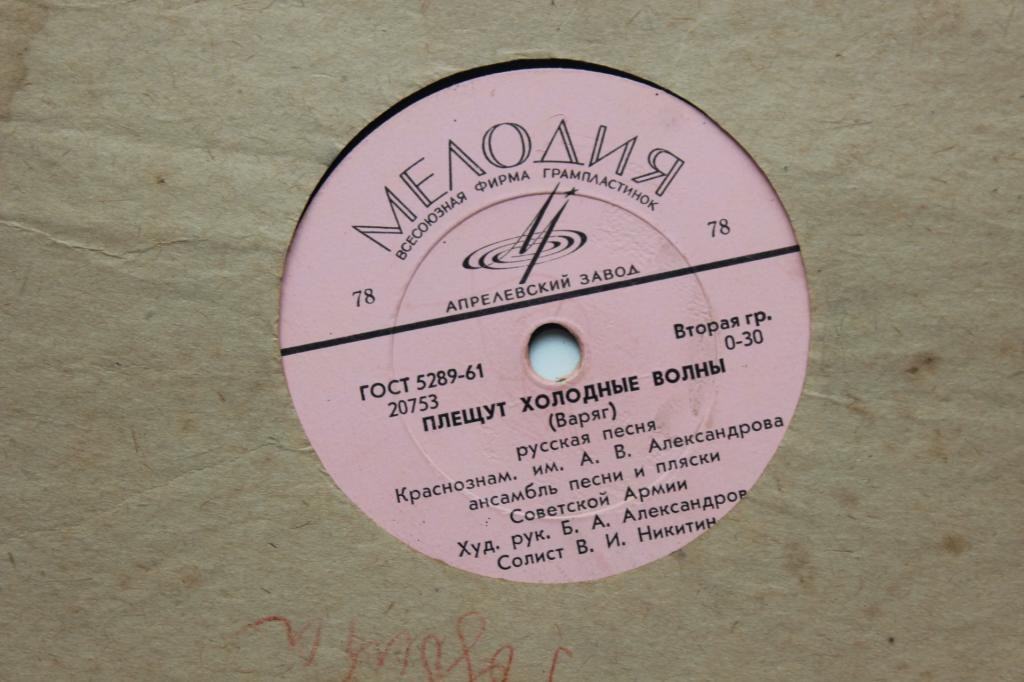 МЕЛОДИЯ
ВСЕСОЮЗНАЯ ФИРМА ГРАМПЛАСТИНОК
78
78
АПРЕЛЕВСКИЙ ЗАВОД
ГОСТ 5289-61
Вторая гр.
20753
0-30
ПЛЕЩУТ ХОЛОДНЫЕ ВОЛНЫ
(Варяг)
русская песня
Краснознам. им. А. В. Александрова
ансамбль песни и пляски
Советской Армии
Худ. рук. Б. А. Александров
Солист В. И. Никитин